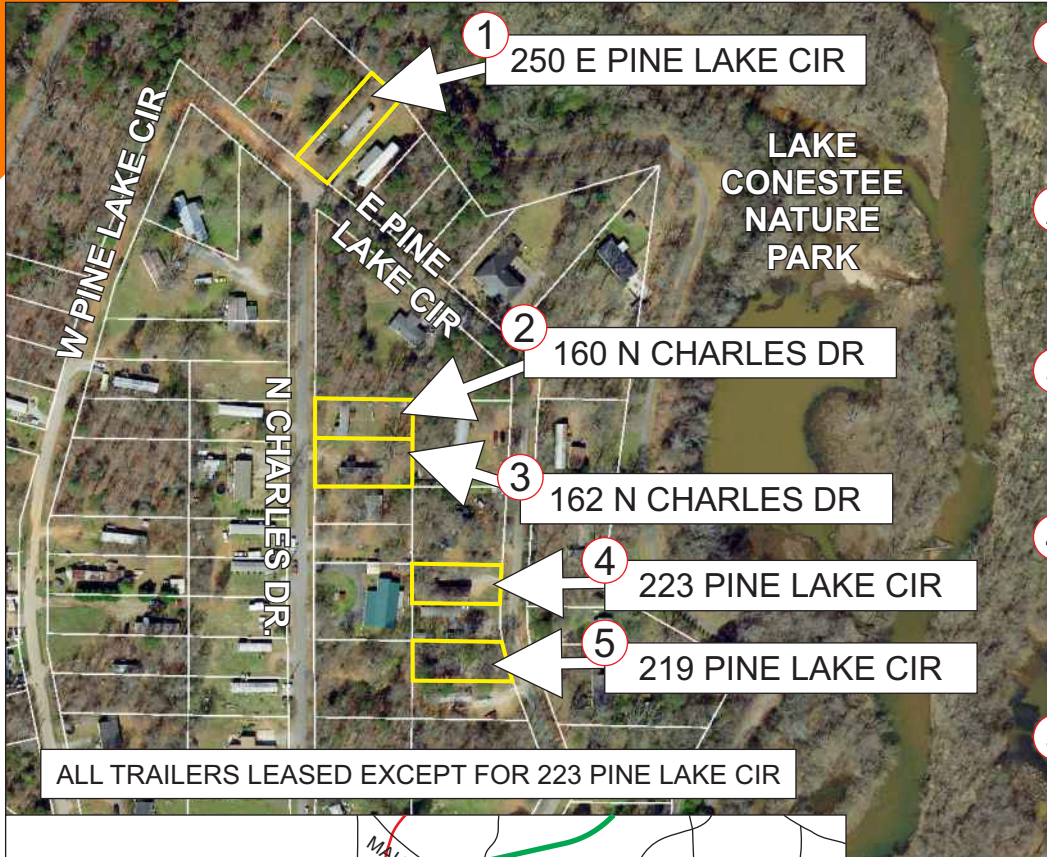 1
250 E PINE LAKE CIR
W PINE LAKE CIR
E PINE
LAKE CIR
LAKE
CONESTEE
NATURE
PARK
2
160 N CHARLES DR
N CHARLES DR.
3
162 N CHARLES DR
4
223 PINE LAKE CIR
5
219 PINE LAKE CIR
ALL TRAILERS LEASED EXCEPT FOR 223 PINE LAKE CIR